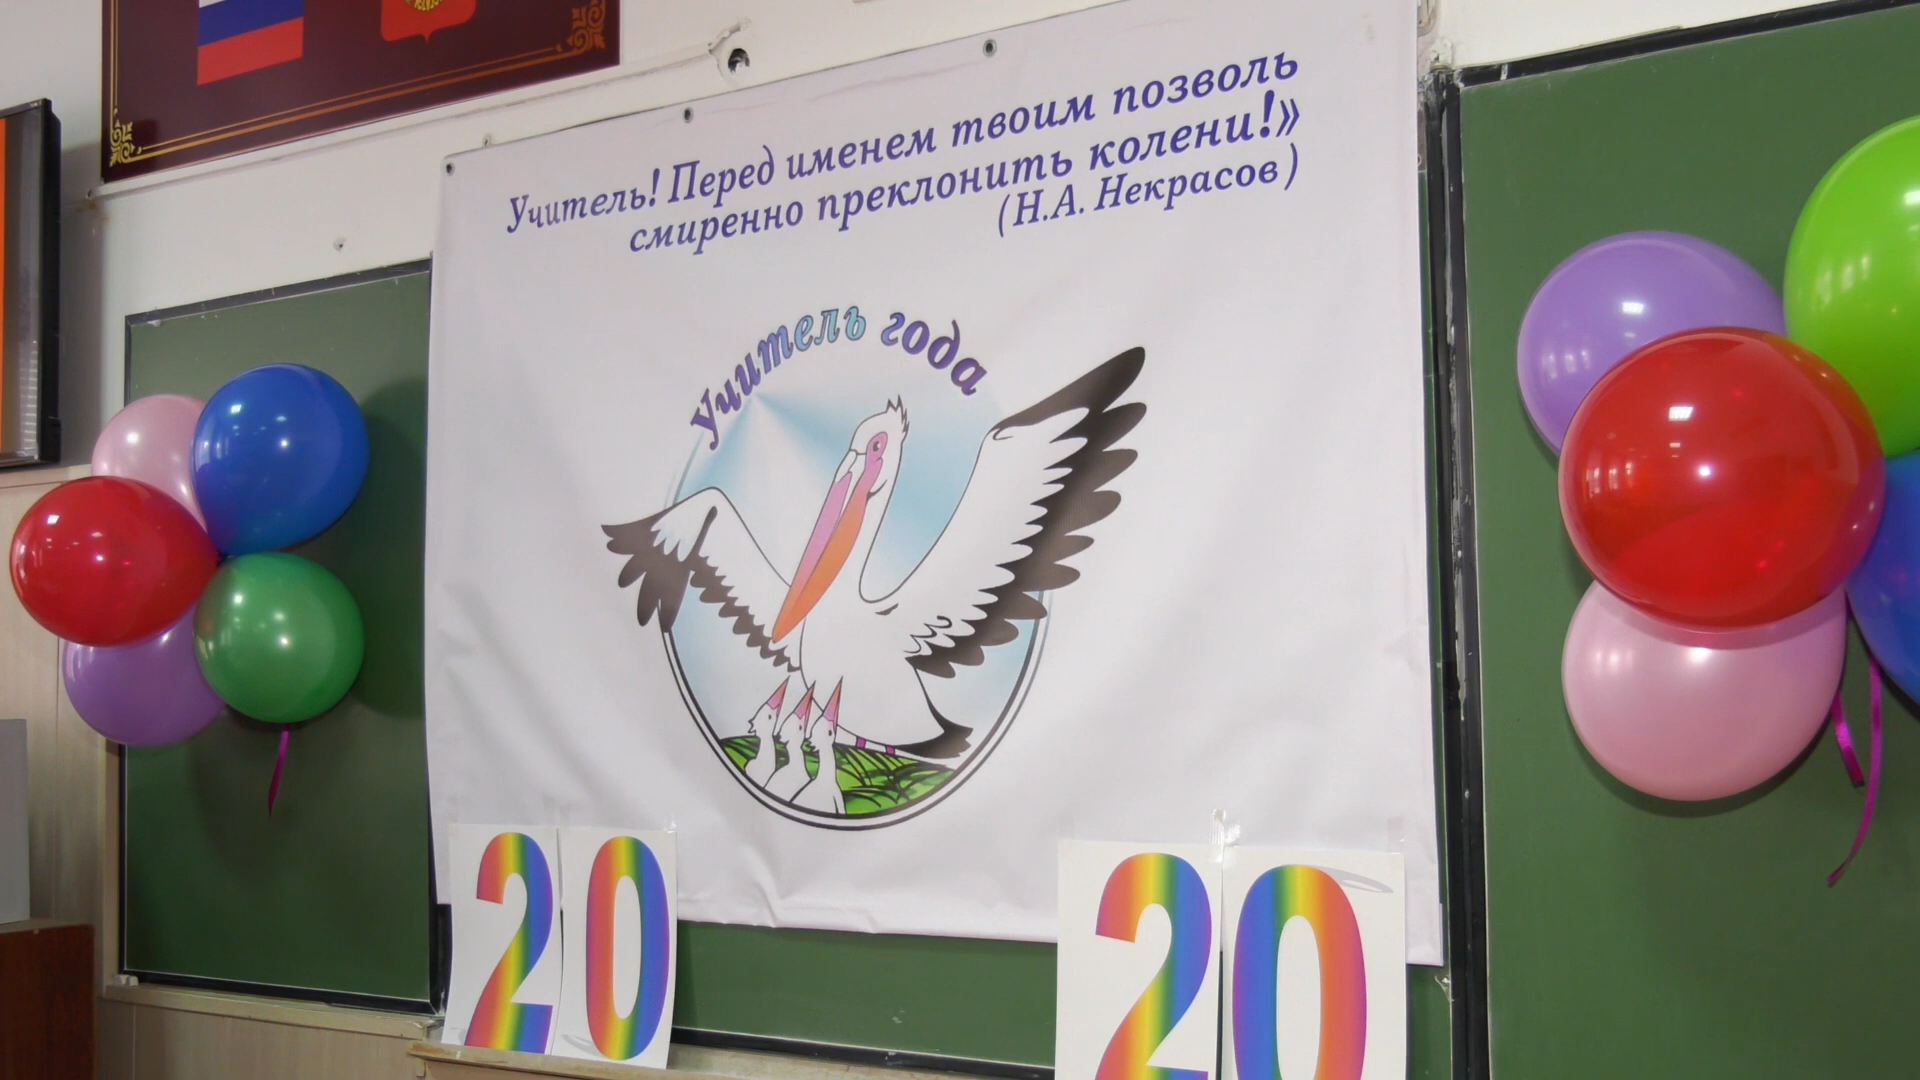 Учитель! Перед именем твоим позволь
смиренно преклонить колени!»
(Н.А. Некрасов)
Учитель года
20 20